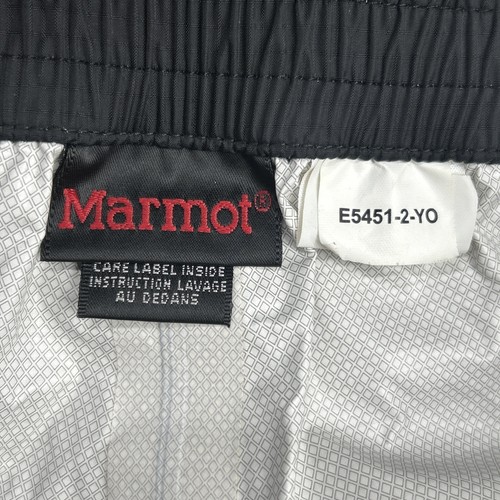 Marmot®
CARE LABEL INSIDE
INSTRUCTION LAVAGE
AU DEDANS
E5451-2-YO